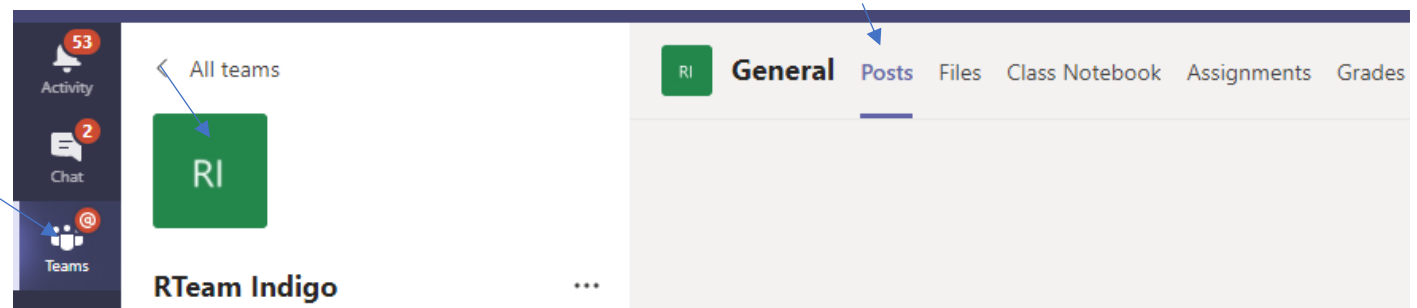 53
Activity
2
Chat
@
Teams
All teams
RI
RTeam Indigo
...
RI General Posts Files Class Notebook Assignments Grades